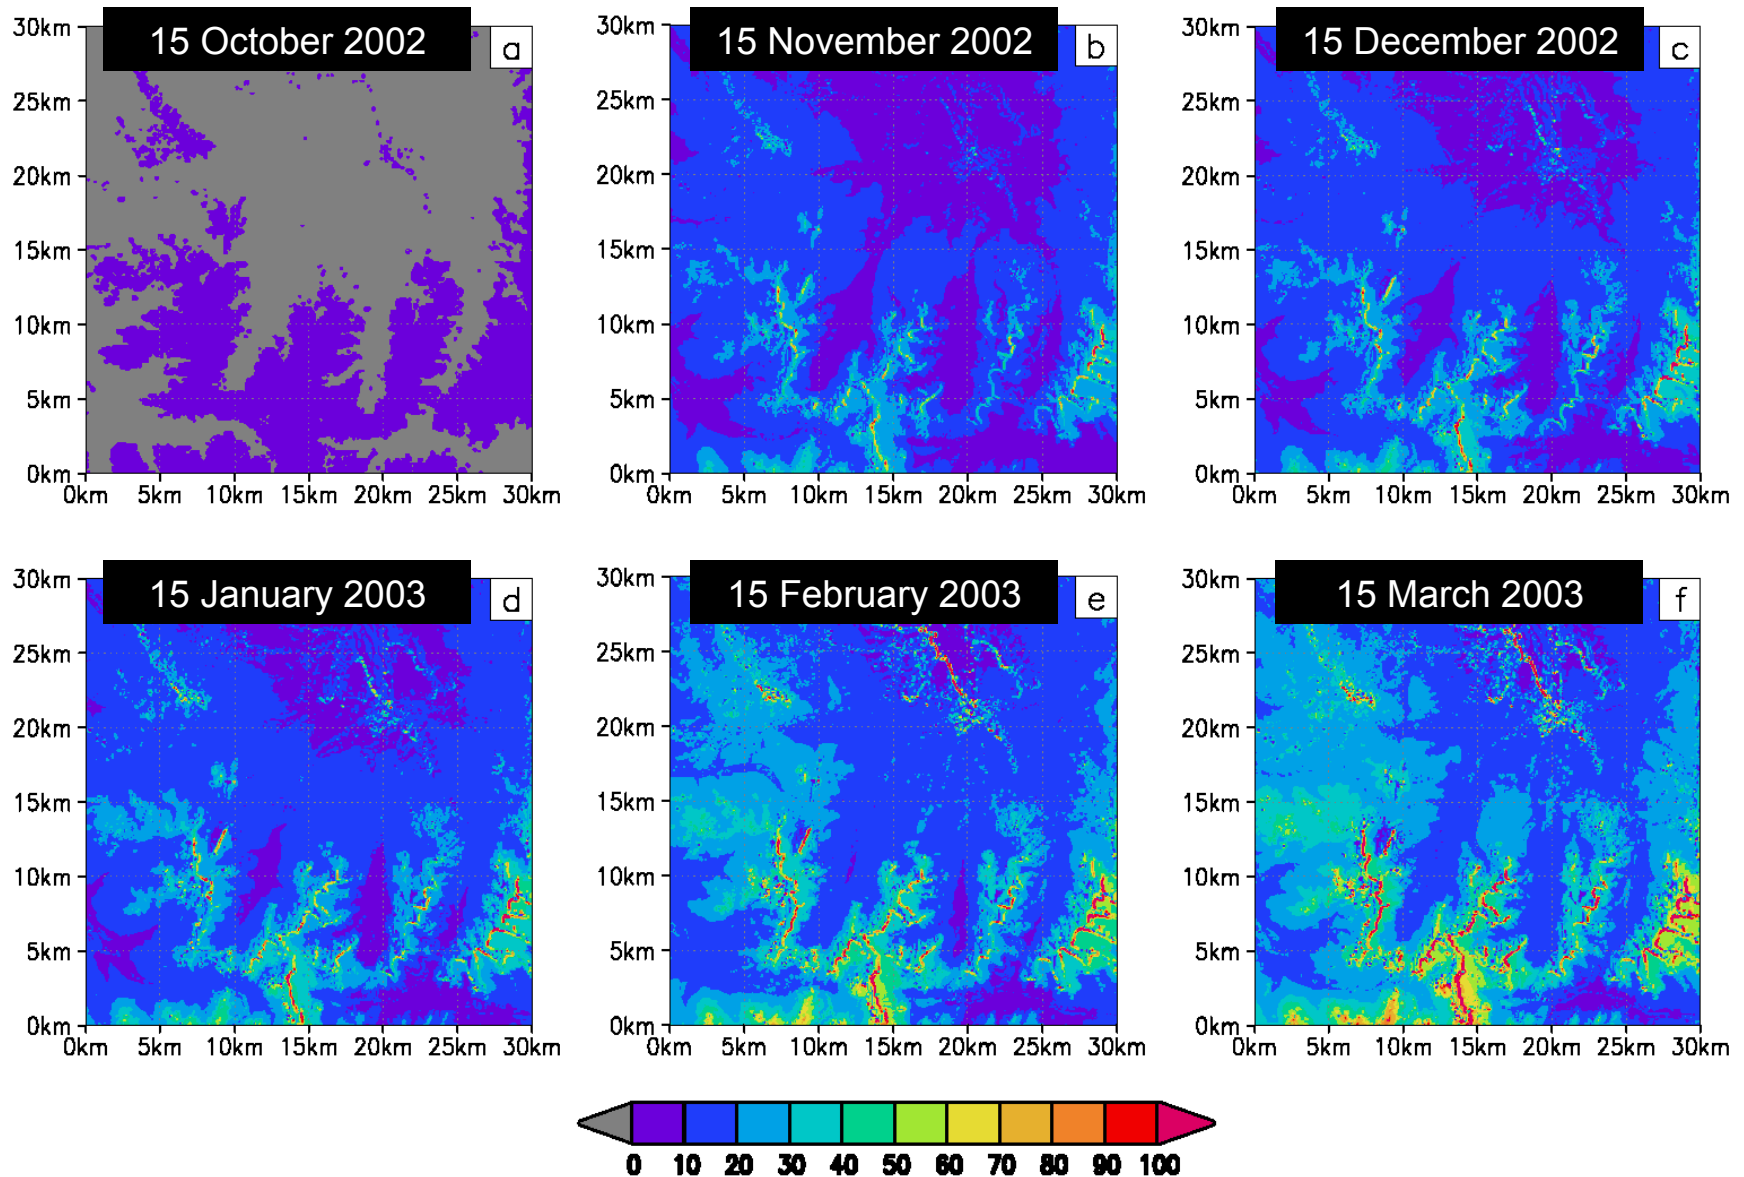 15 October 2002
a
30km
25km
20km
15km
10km
5km
0km
0km 5km 10km 15km 20km 25km 30km
15 November 2002
b
30km
25km
20km
15km
10km
5km
0km
0km 5km 10km 15km 20km 25km 30km
15 December 2002
c
30km
25km
20km
15km
10km
5km
0km
0km 5km 10km 15km 20km 25km 30km
15 January 2003
d
30km
25km
20km
15km
10km
5km
0km
0km 5km 10km 15km 20km 25km 30km
15 February 2003
e
30km
25km
20km
15km
10km
5km
0km
0km 5km 10km 15km 20km 25km 30km
15 March 2003
f
30km
25km
20km
15km
10km
5km
0km
0km 5km 10km 15km 20km 25km 30km
0 10 20 30 40 50 60 70 80 90 100